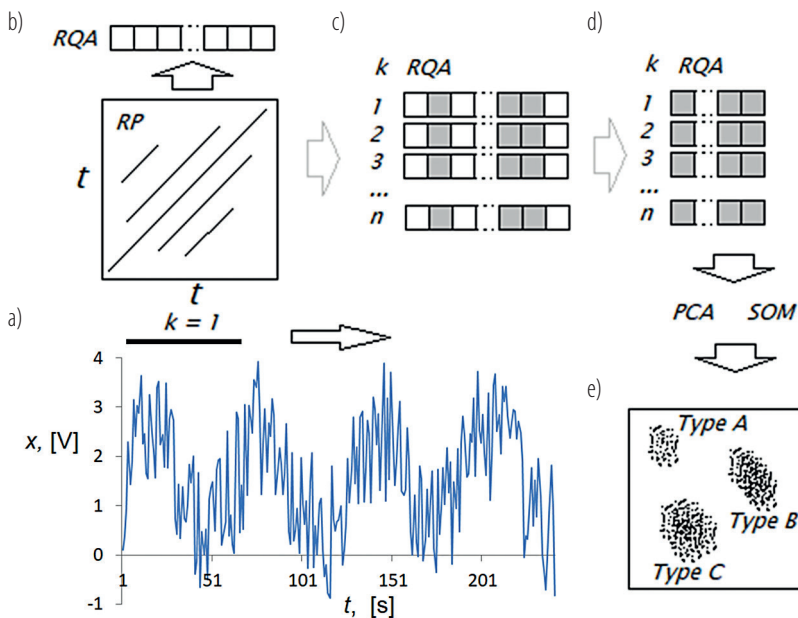 b)
RQA
RP
t
t
c)
k RQA
1
2
3
...
n
d)
k RQA
1
2
3
...
n
PCA SOM
a)
k = 1
4
3
2
1
0
-1
x, [V]
1 51 101 151 201
t, [s]
e)
Type A
Type B
Type C